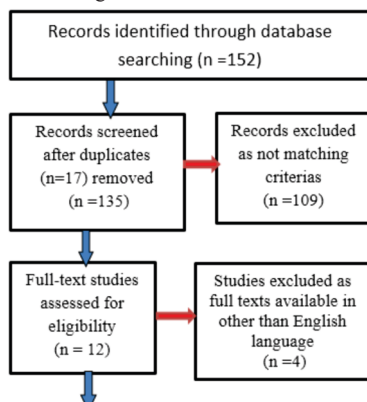 Records identified through database
searching (n =152)
Records screened
after duplicates
(n=17) removed
(n =135)
Records excluded
as not matching
criterias
(n =109)
Full-text studies
assessed for
eligibility
(n = 12)
Studies excluded as
full texts available in
other than English
language
(n =4)